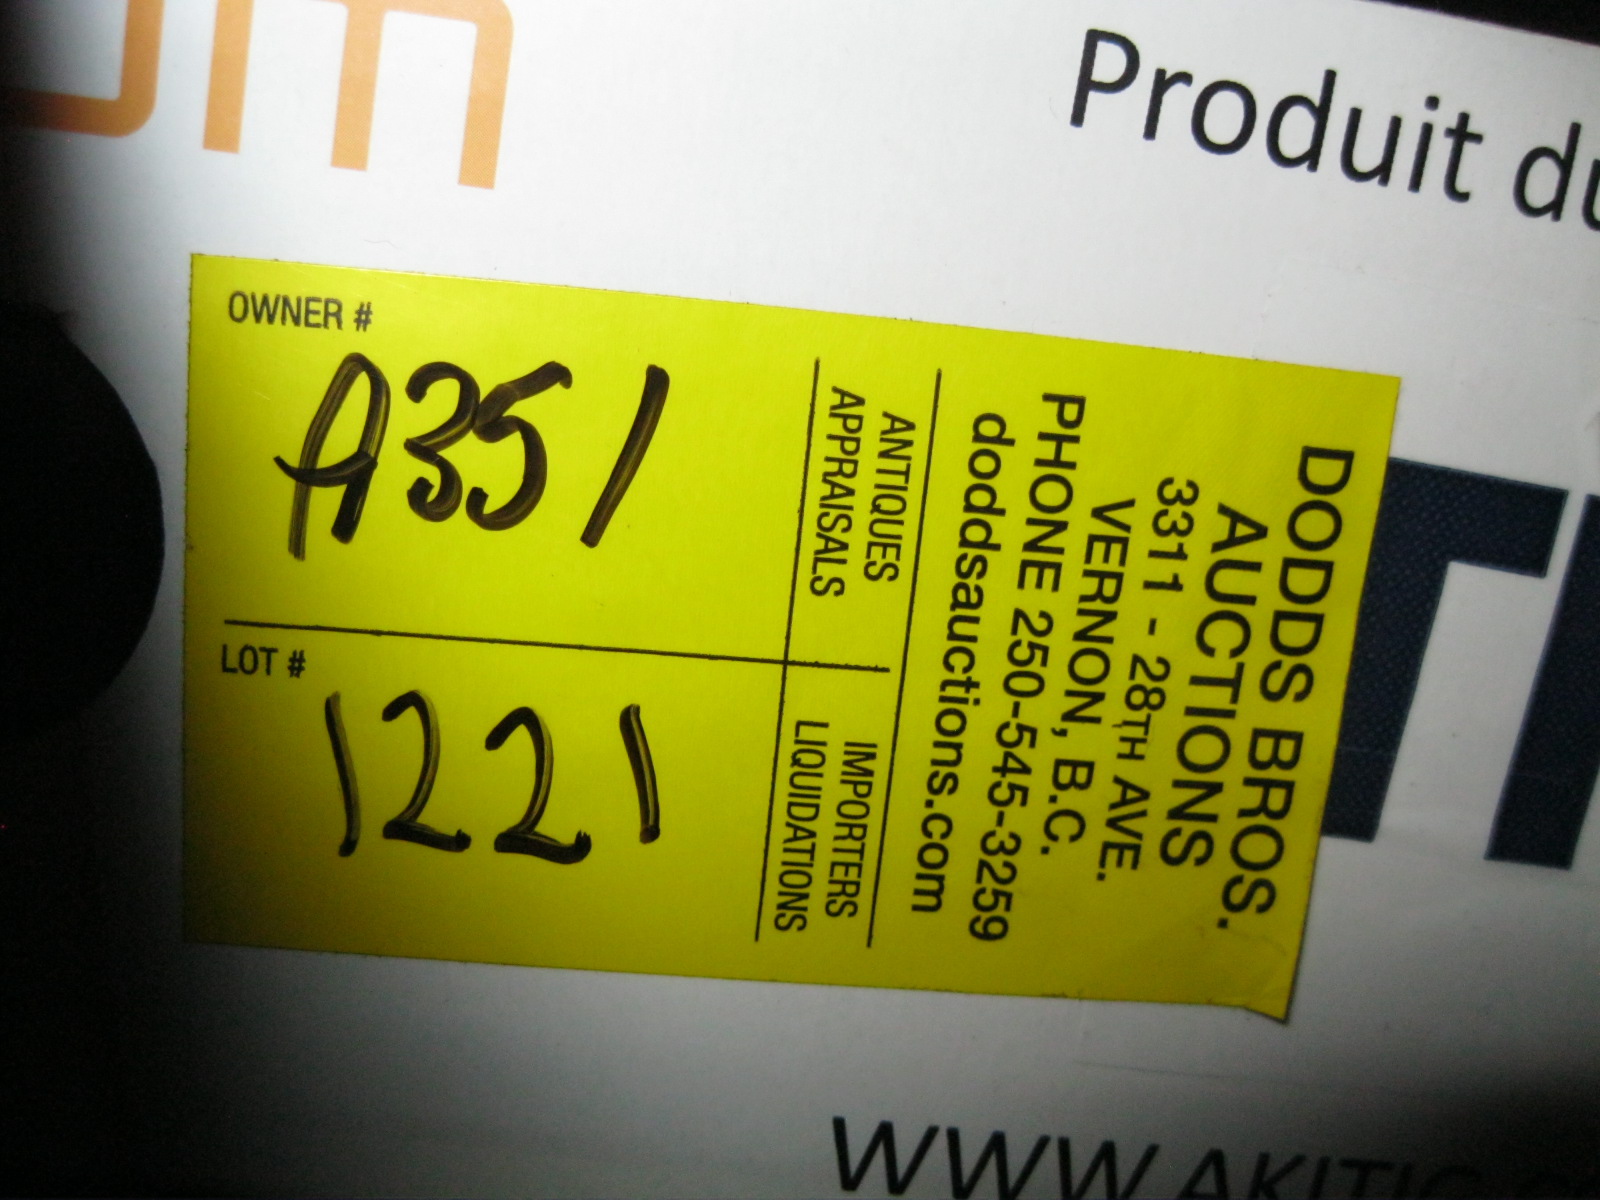 Produit du
OWNER #
A351
LOT #
1221
ANTIQUES
APPRAISALS
IMPORTERS
LIQUIDATIONS
DODDS BROS.
AUCTIONS
3311 - 28TH AVE.
VERNON, B.C.
PHONE 250-545-3259
doddsauctions.com